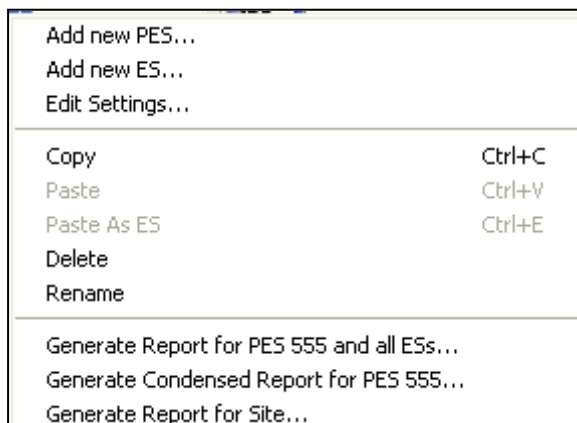 Add new PES...
Add new ES...
Edit Settings...
Copy Ctrl+C
Paste Ctrl+V
Paste As ES Ctrl+E
Delete
Rename
Generate Report for PES 555 and all ESs...
Generate Condensed Report for PES 555...
Generate Report for Site...